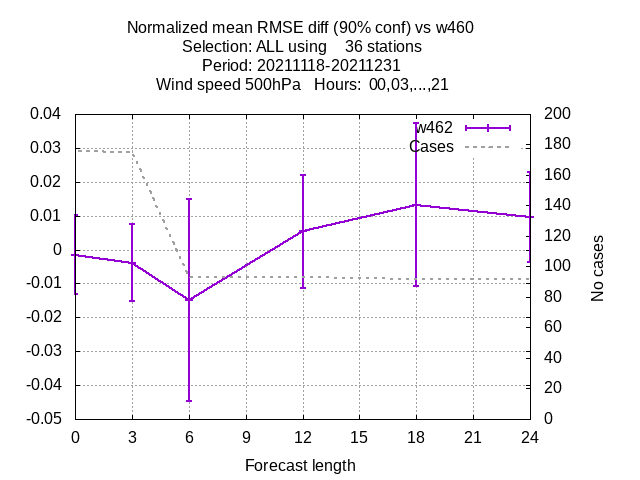 Normalized mean RMSE diff (90% conf) vs w460
Selection: ALL using    36 stations
Period: 20211118-20211231
Wind speed 500hPa   Hours:  00,03,...,21
w462
Cases
0.04
0.03
0.02
0.01
0
-0.01
-0.02
-0.03
-0.04
-0.05
200
180
160
140
120
100
80
60
40
20
0
No cases
0 3 6 9 12 15 18 21 24
Forecast length